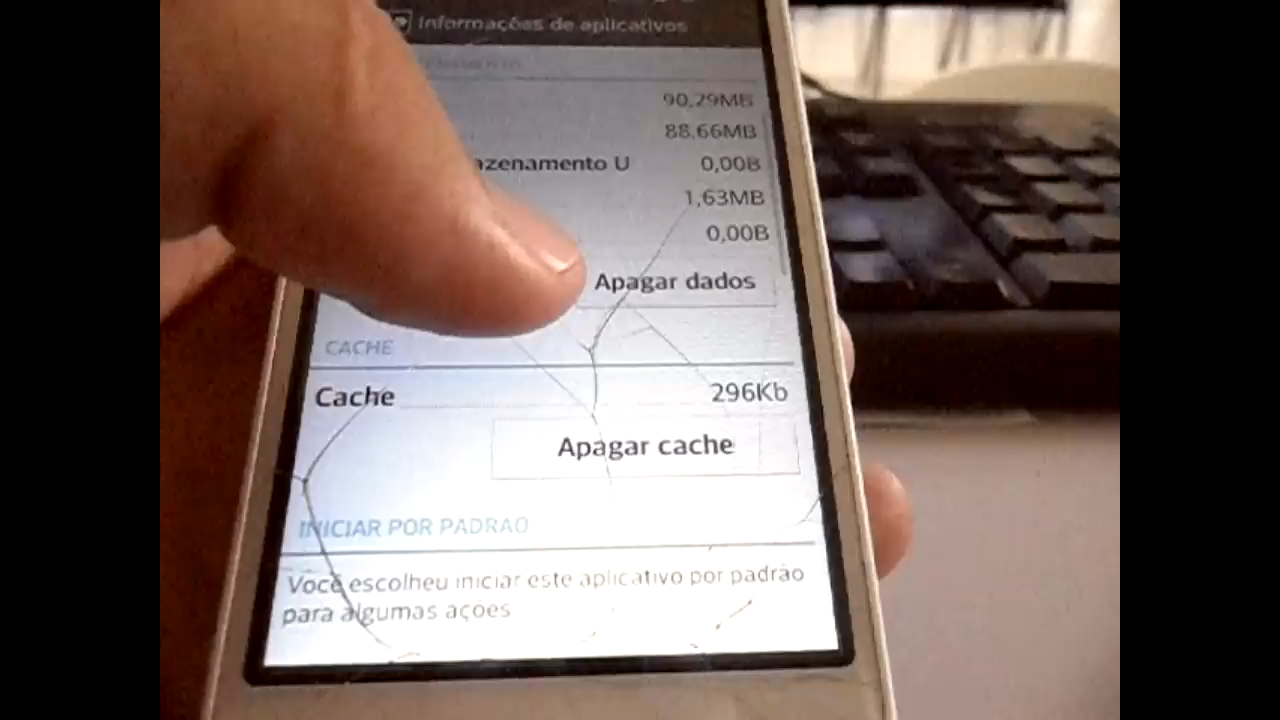 Informações de aplicativos
90,29MB
88,66MB
azenamento U 0,00B
1,63MB
0,00B
Apagar dados
CACHE
Cache 296Kb
Apagar cache
INICIAR POR PADRÃO
Você escolheu iniciar este aplicativo por padrão
para algumas ações